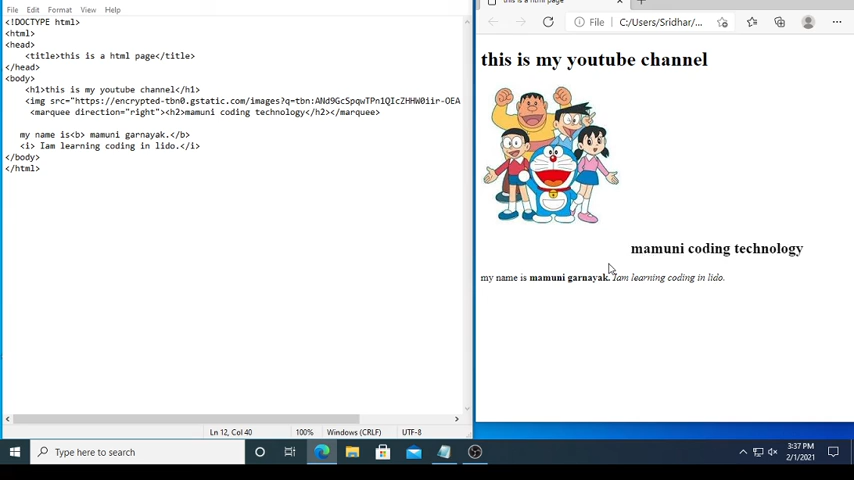 File Edit Format View Help
<!DOCTYPE html>
<html>
<head>
<title>this is a html page</title>
</head>
<body>
<h1>this is my youtube channel</h1>
<img src="https://encrypted-tbn0.gstatic.com/images?q=tbn:ANd9GcSpqwTPn1QIcZHHW0iir-OEA
<marquee direction="right"><h2>mamuni coding technology</h2></marquee>
my name is<b> mamuni garnayak.</b>
<i> Iam learning coding in lido.</i>
</body>
</html>
Ln 12, Col 40 100% Windows (CRLF) UTF-8
this is a html page
File C:/Users/Sridhar/...
this is my youtube channel
mamuni coding technology
my name is mamuni garnayak. Iam learning coding in lido.
Type here to search
3:37 PM
2/1/2021